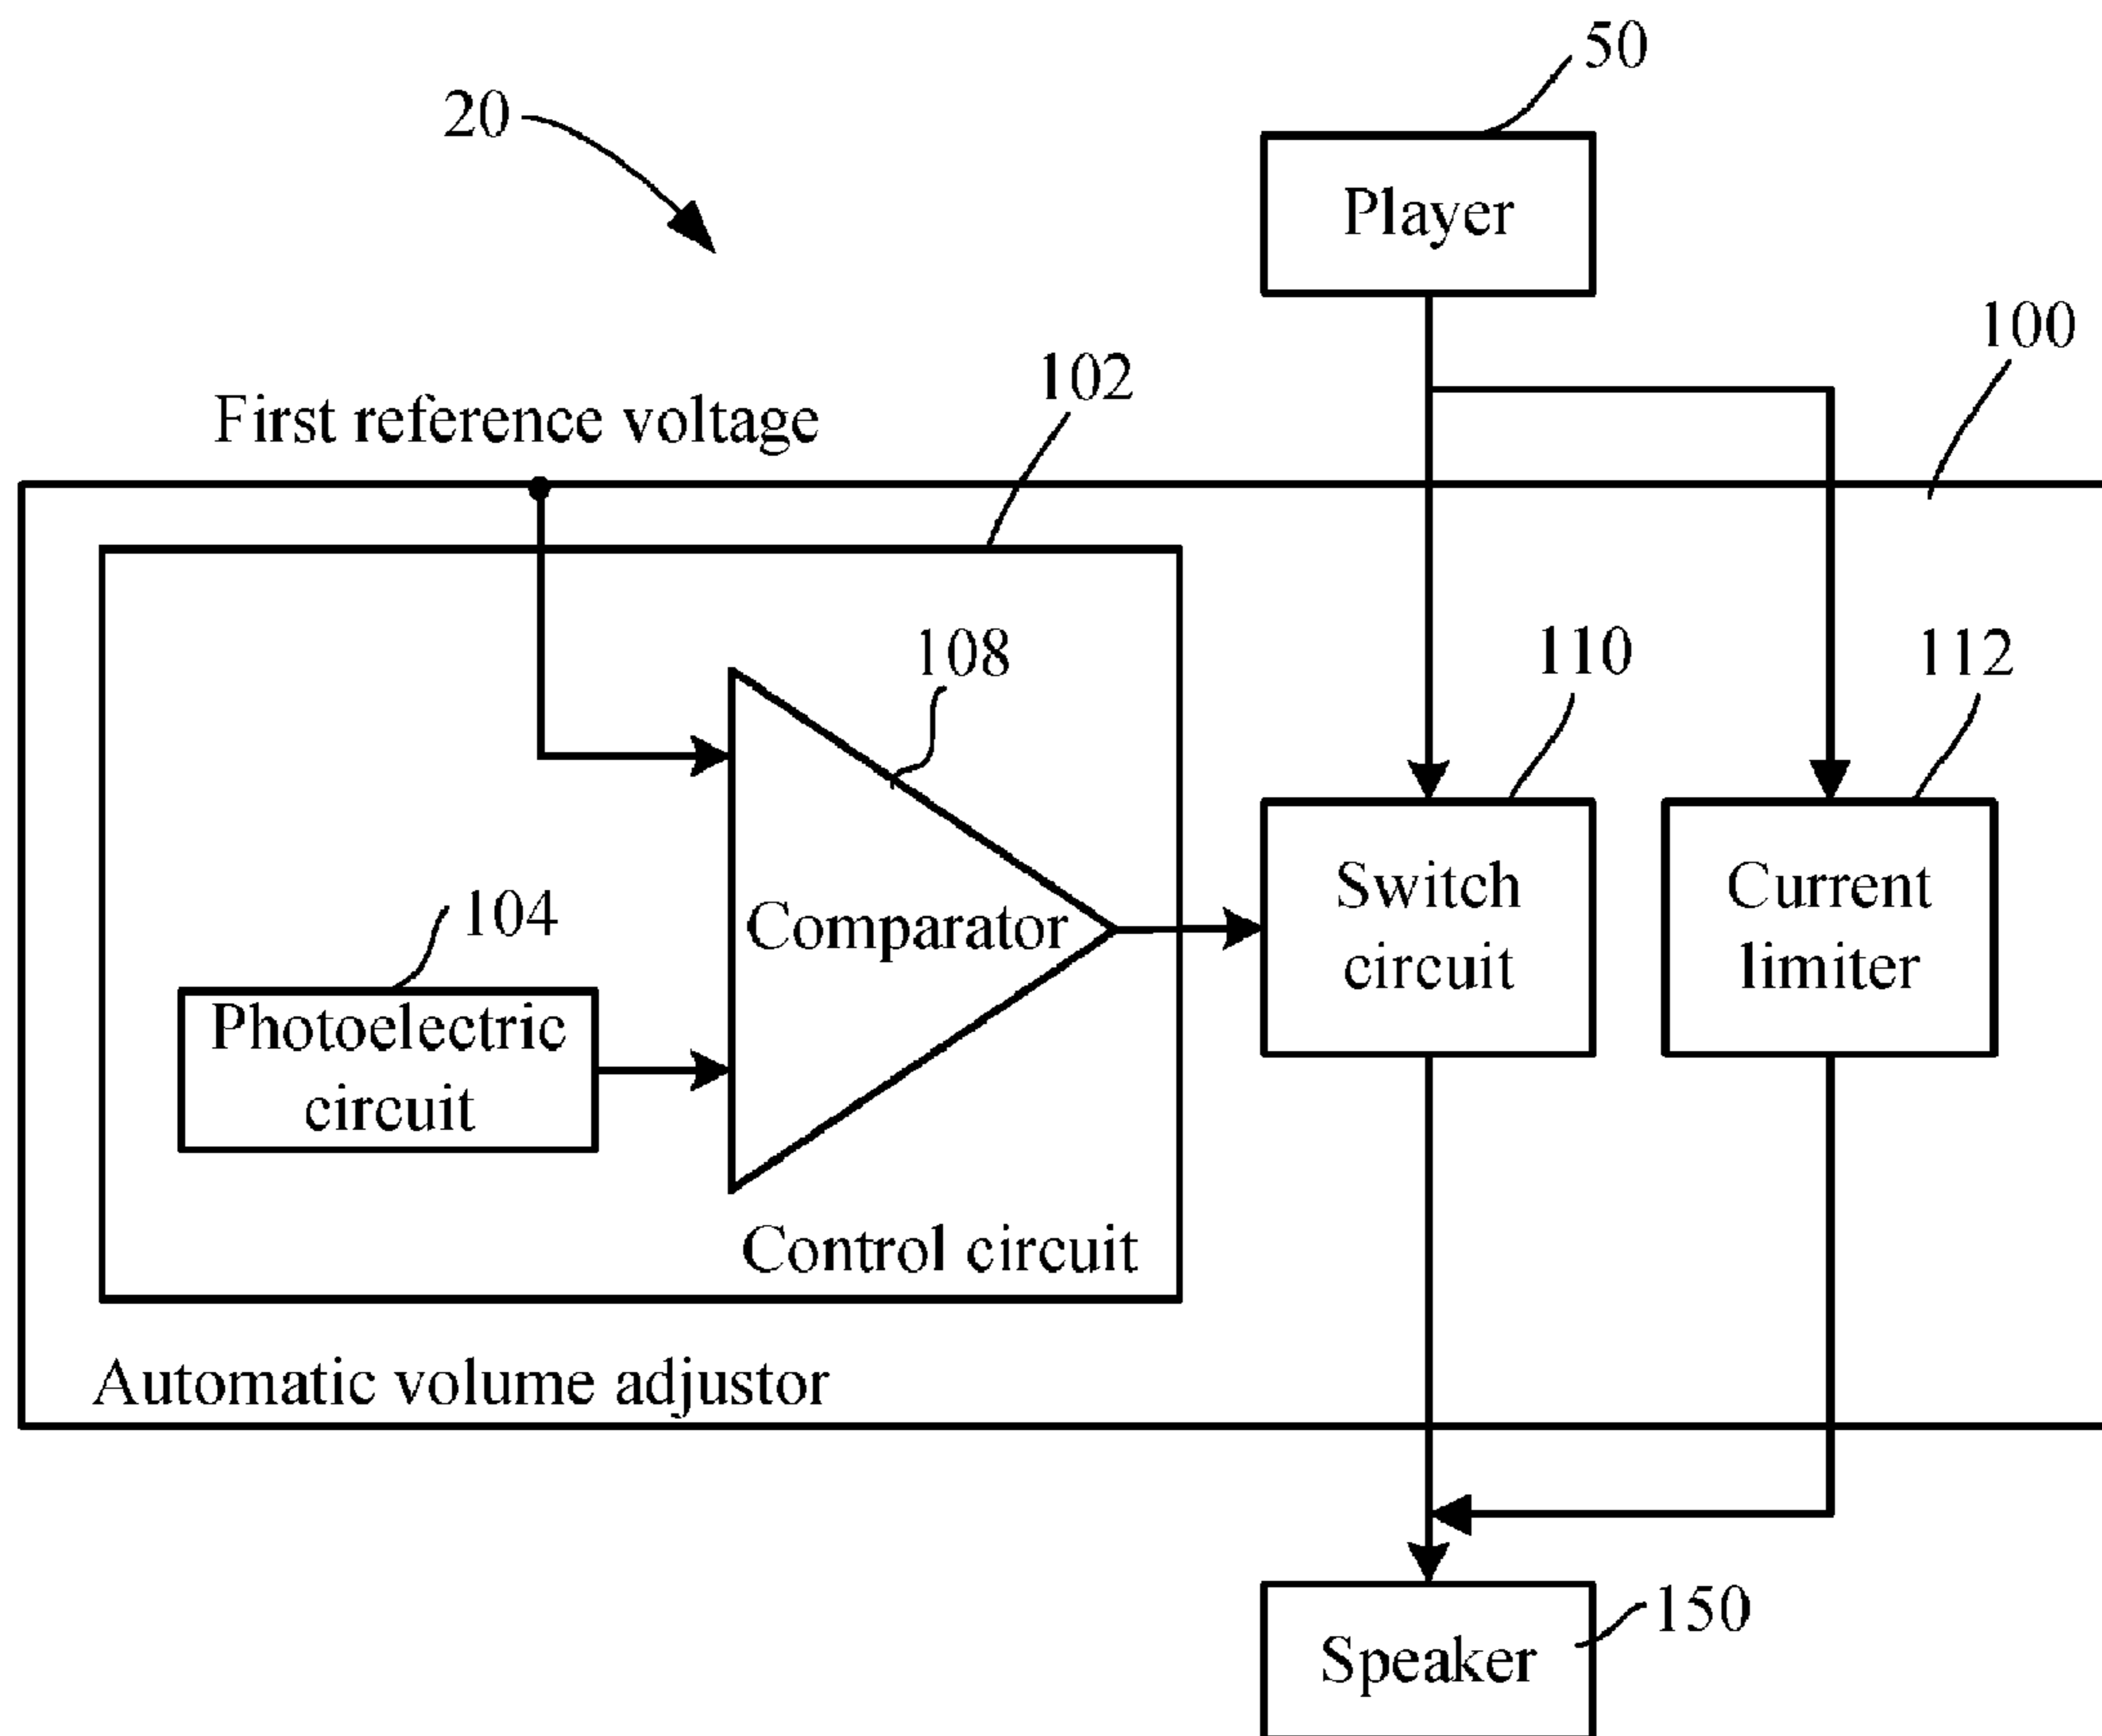 50
20
Player
100
102
First reference voltage
108
110
112
Switch
circuit
Current
limiter
104
Comparator
Photoelectric
circuit
Control circuit
Automatic volume adjustor
150
Speaker